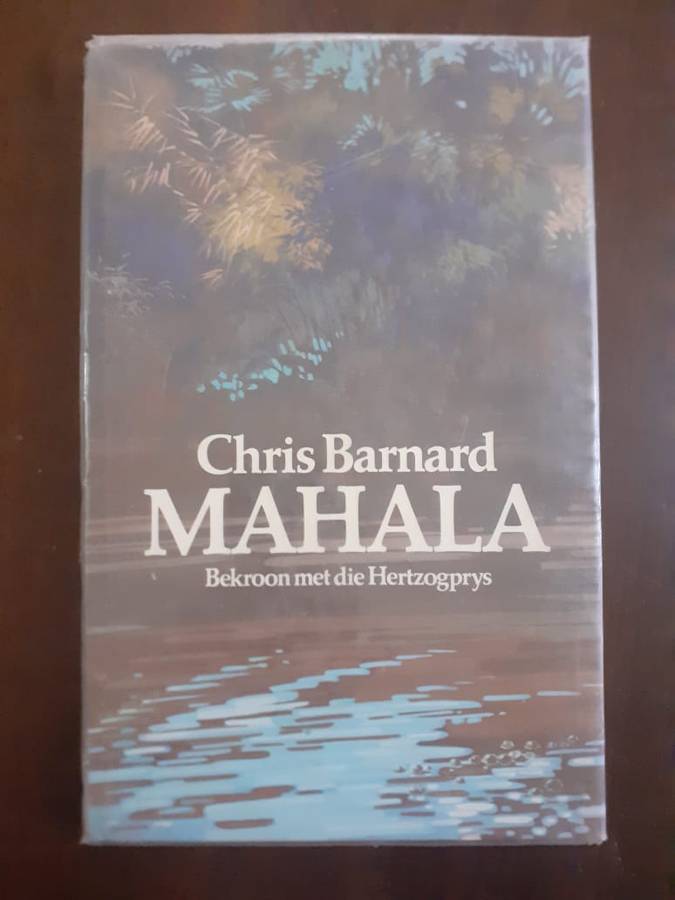 Chris Barnard
MAHALA
Bekroon met die Hertzogprys